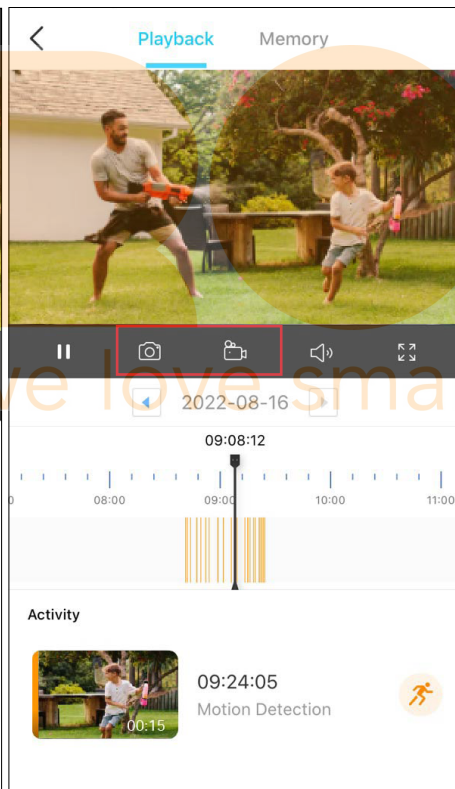 Playback Memory
we love sma
2022-08-16
09:08:12
08:00 09:00 10:00 11:00
Activity
09:24:05
00:15 Motion Detection